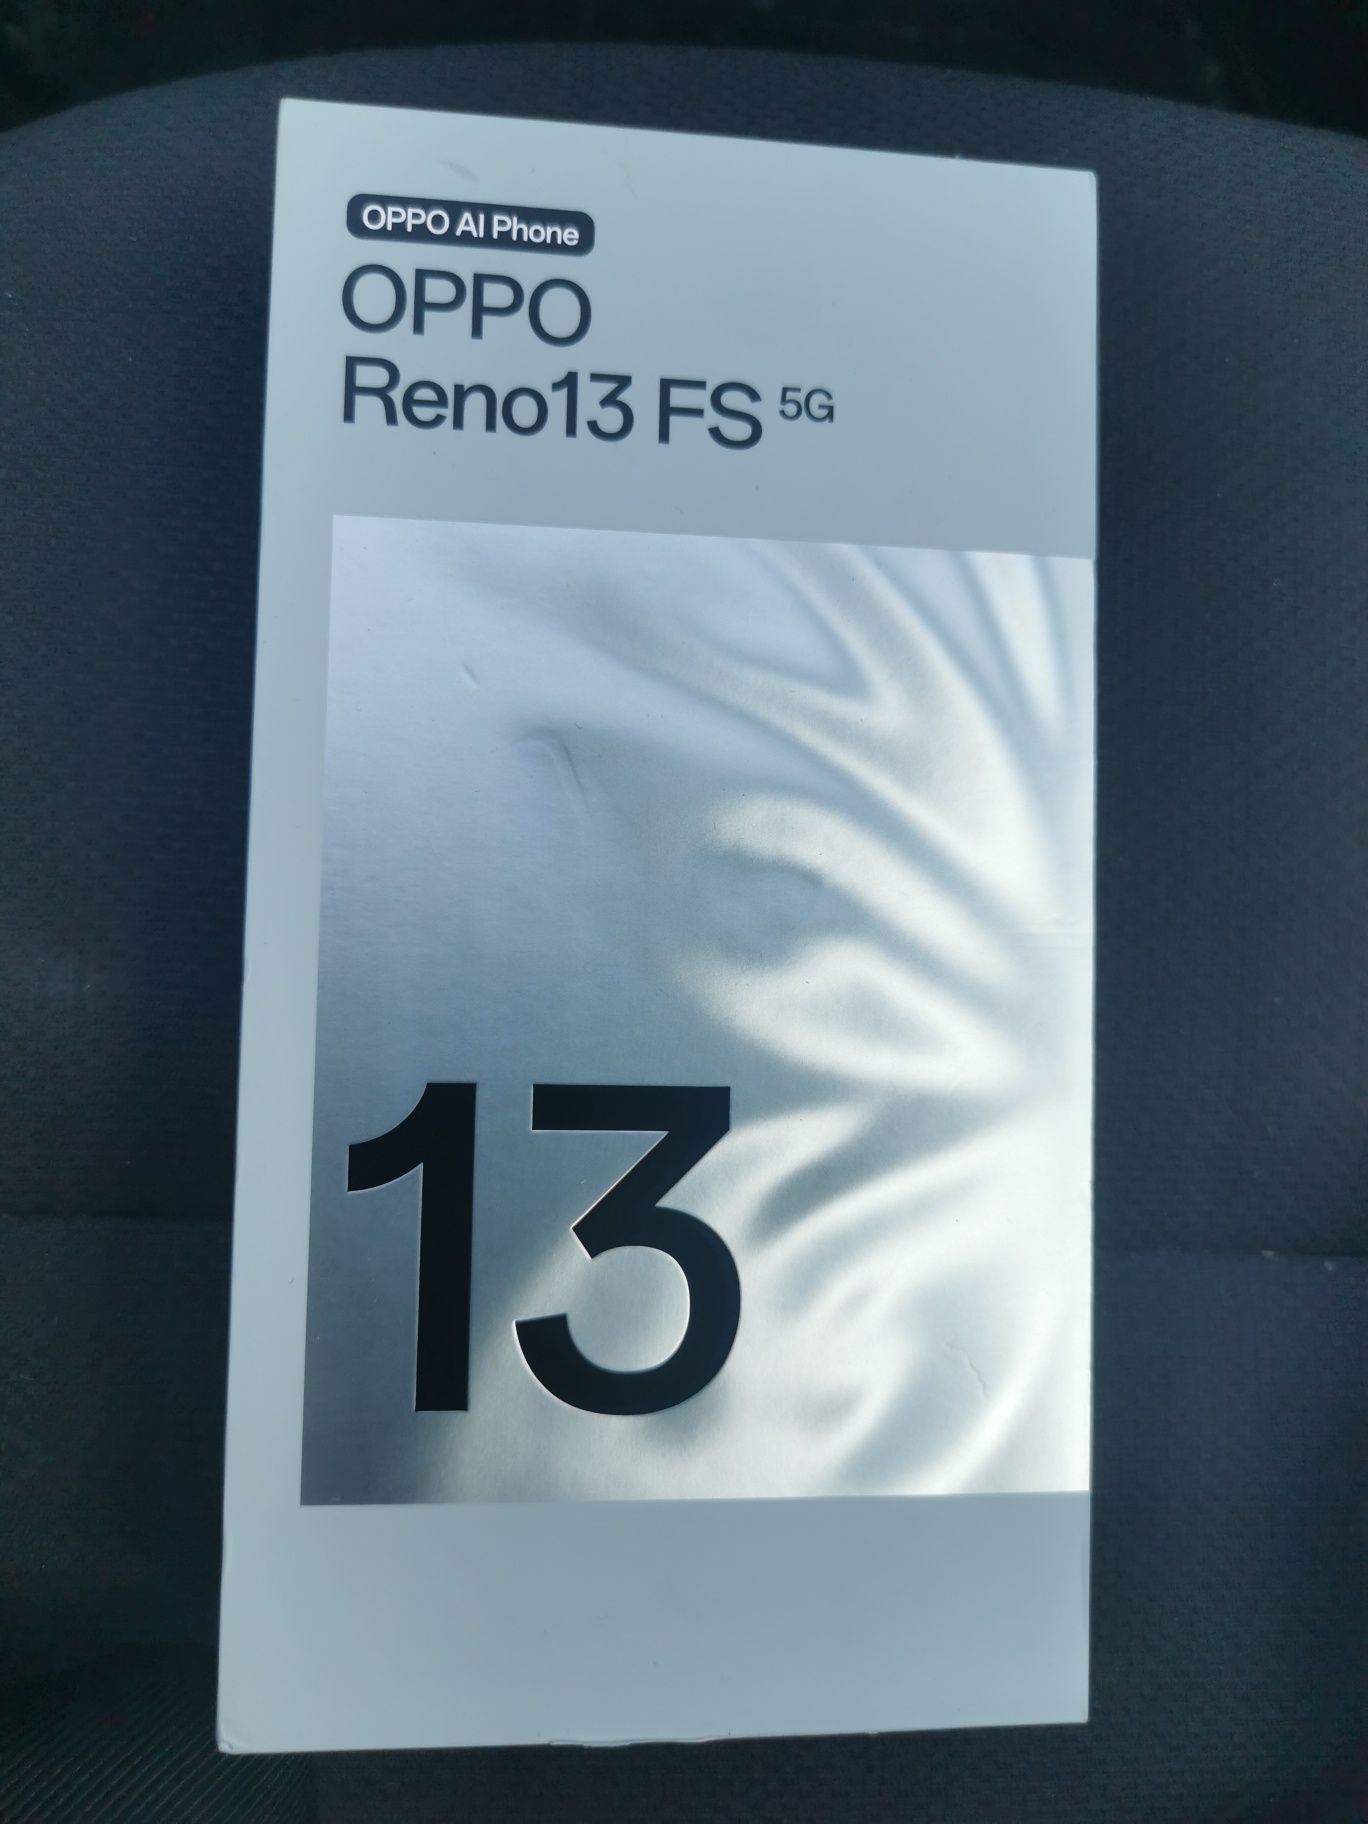 OPPO AI Phone
OPPO
Reno13 FS 5G
13